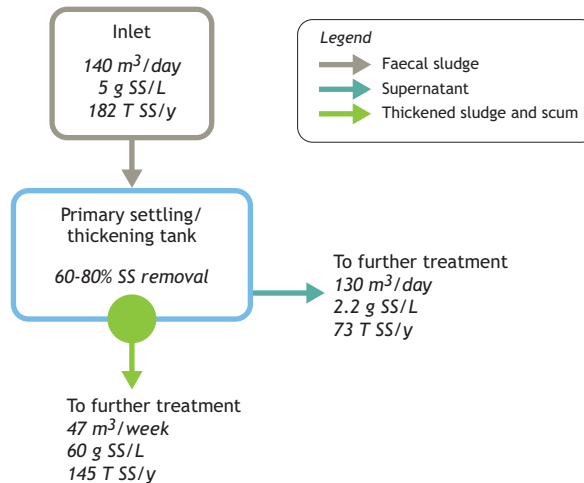 Inlet
140 m³/day
5 g SS/L
182 T SS/y
Legend
Faecal sludge
Supernatant
Thickened sludge and scum
Primary settling/
thickening tank
60-80% SS removal
To further treatment
130 m³/day
2.2 g SS/L
73 T SS/y
To further treatment
47 m³/week
60 g SS/L
145 T SS/y